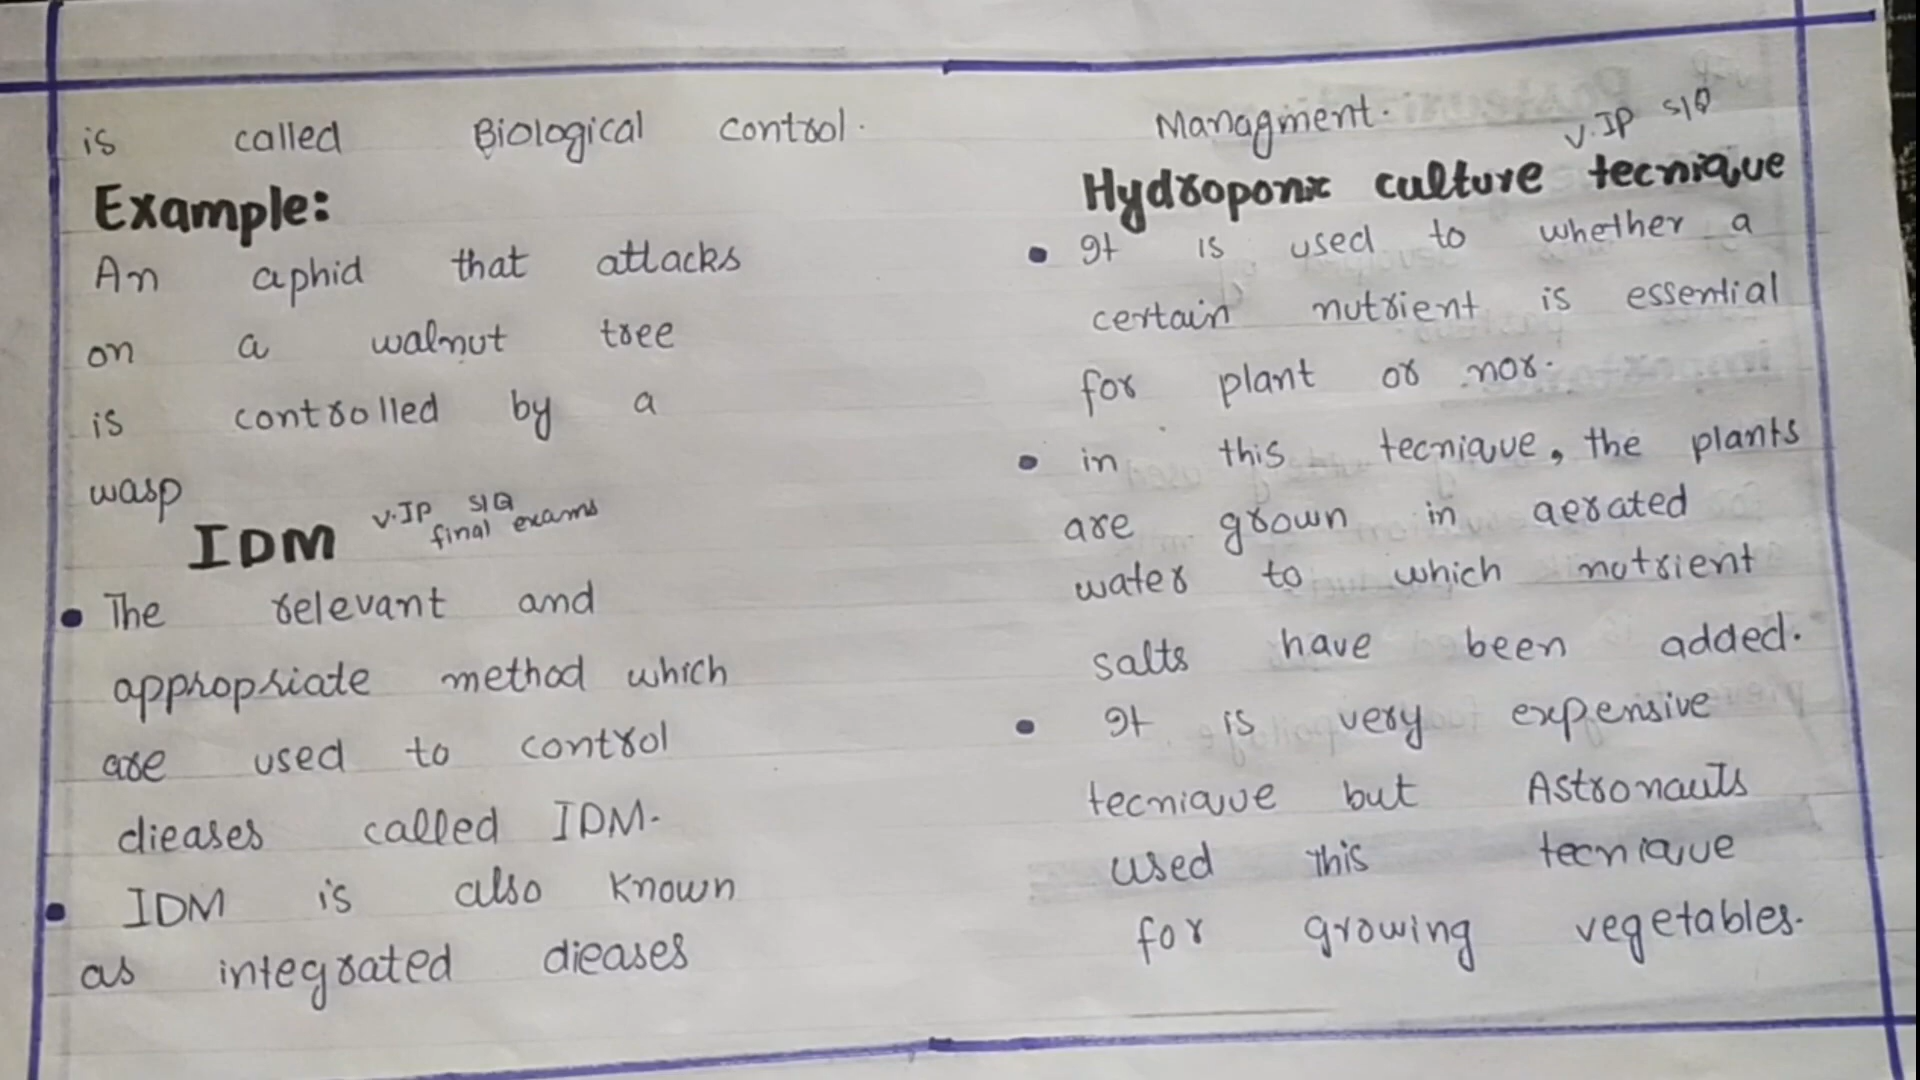 is called Biological control.
Example:
An aphid that attacks
on a walnut tree
is controlled by a
wasp
IDM v.IP S/Q
final exams
• The relevant and
appropriate method which
are used to control
dieases called IDM.
• IDM is also known
as integrated dieases
Managment.
v.IP S/Q
Hydroponx culture tecnique
• It is used to whether a
certain nutrient is essential
for plant or nor.
• in this tecnique, the plants
are grown in aerated
water to which nutrient
salts have been added.
• It is very expensive
tecnique but Astronauts
used this tecnique
for growing vegetables.